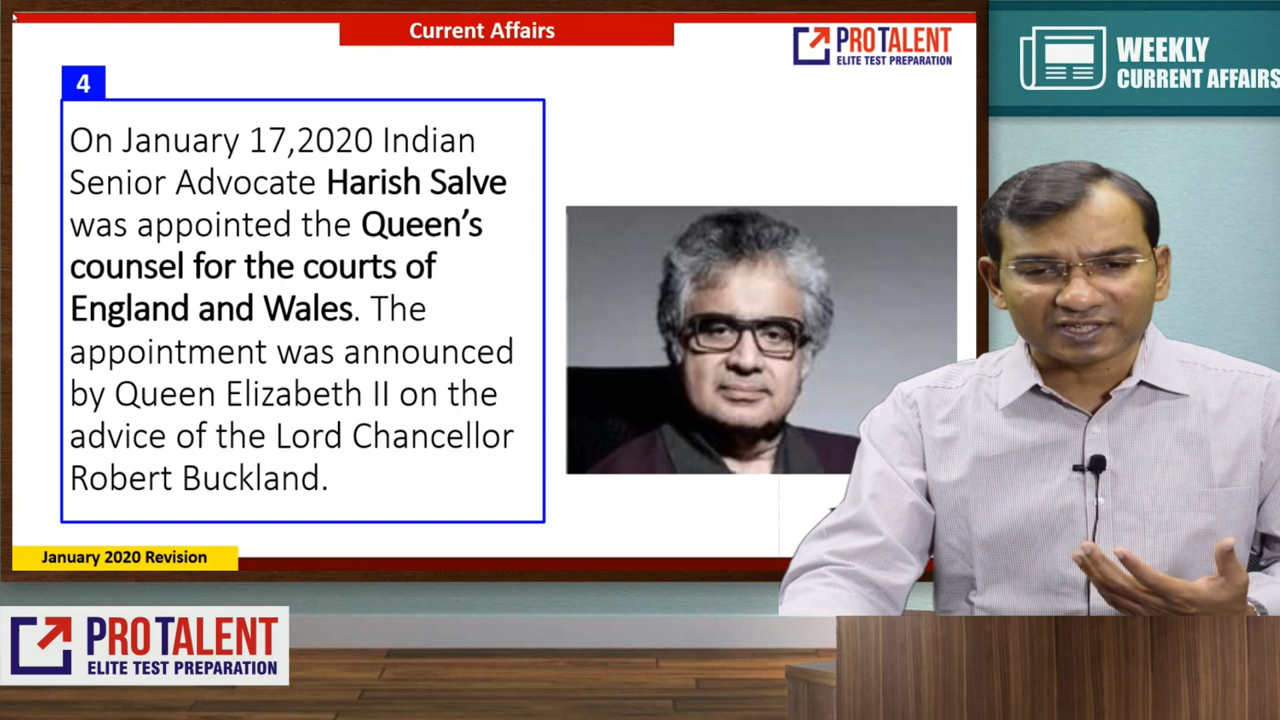 Current Affairs
PROTALENT
ELITE TEST PREPARATION
WEEKLY
CURRENT AFFAIRS
4
On January 17,2020 Indian
Senior Advocate Harish Salve
was appointed the Queen's
counsel for the courts of
England and Wales. The
appointment was announced
by Queen Elizabeth II on the
advice of the Lord Chancellor
Robert Buckland.
January 2020 Revision
PROTALENT
ELITE TEST PREPARATION